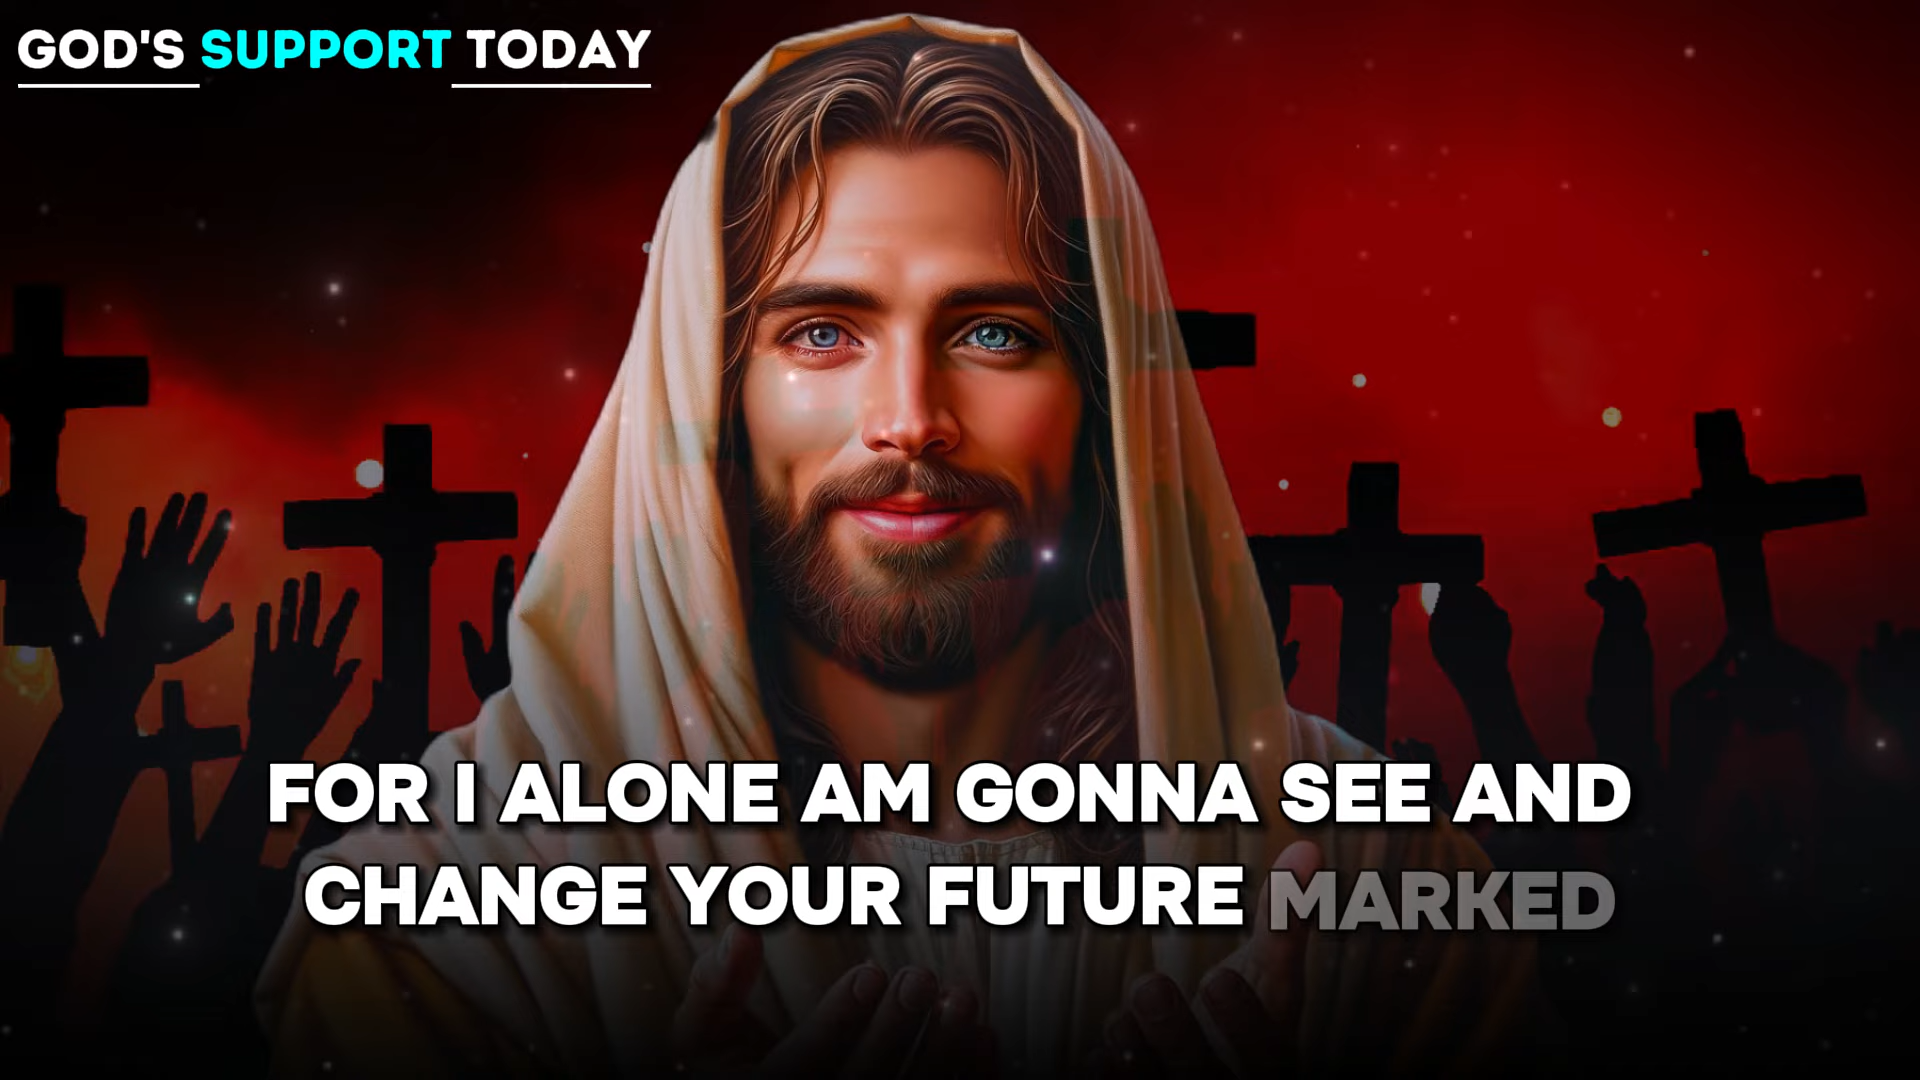 GOD'S SUPPORT TODAY
FOR I ALONE AM GONNA SEE AND
CHANGE YOUR FUTURE MARKED